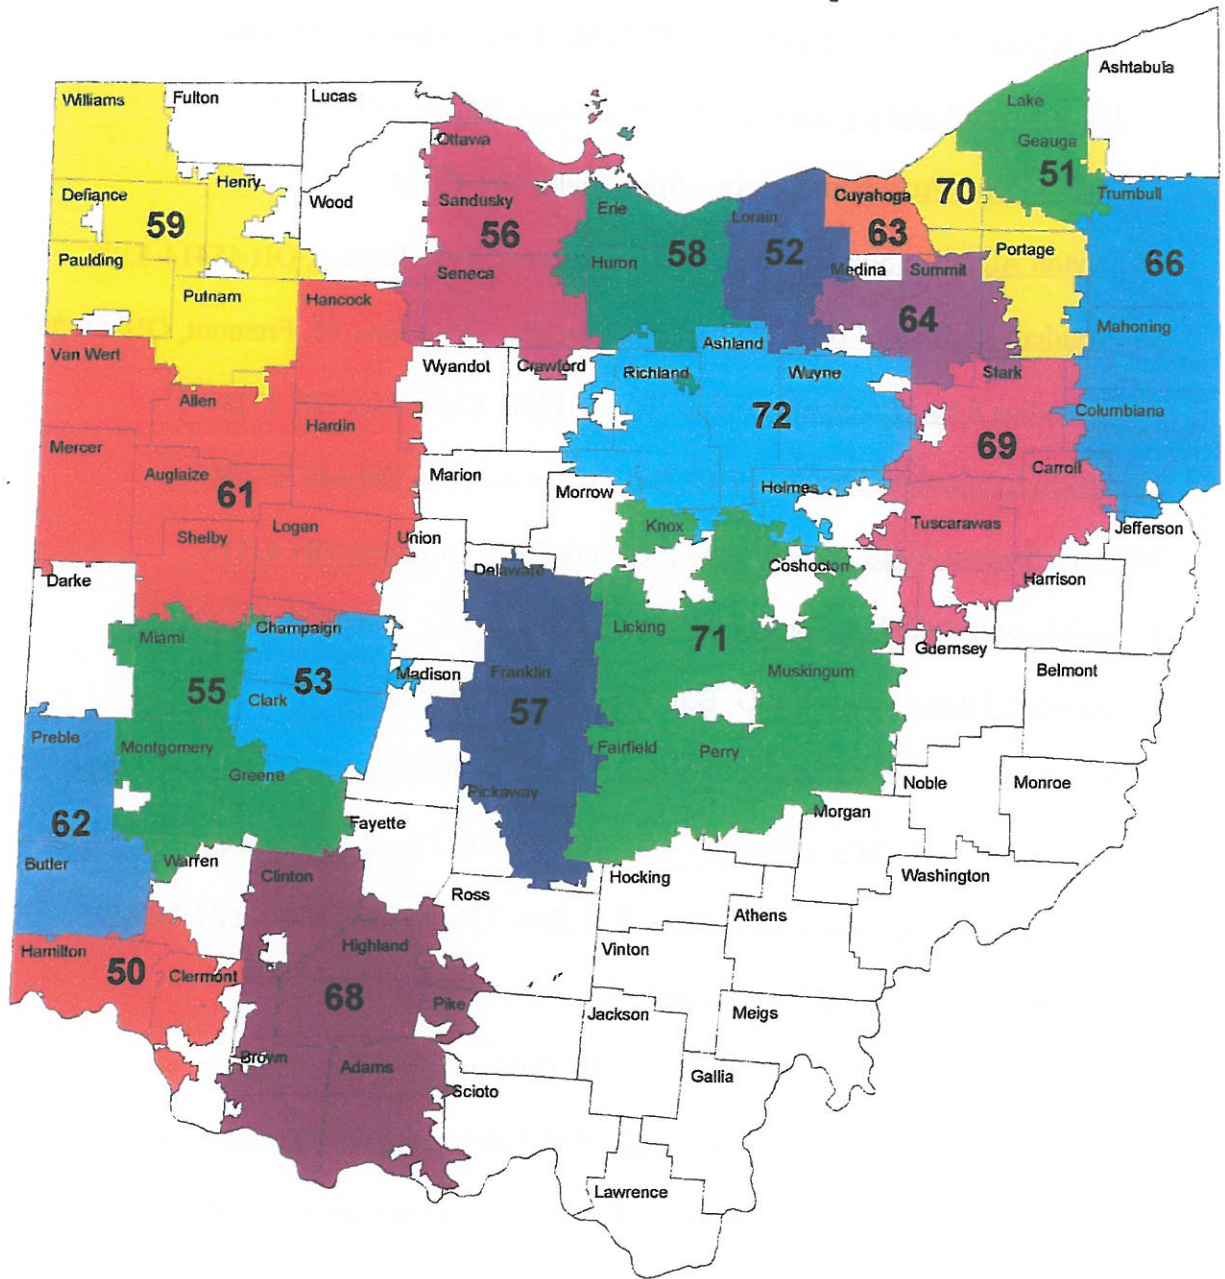 Ashtabula
Williams
Fulton
Lucas
Lake
Ottawa
Geauga
51
Henry
Defiance
Wood
Sandusky
Erie
Lorain
Cuyahoga
70
Trumbull
59
56
63
Paulding
Huron
58
52
Portage
66
Seneca
Medina
Summit
Putnam
Hancock
64
Mahoning
Van Wert
Wyandot
Crawford
Ashland
Richland
Wayne
Stark
Allen
72
Columbiana
Hardin
Mercer
69
Auglaize
61
Marion
Morrow
Holmes
Carroll
Shelby
Logan
Union
Knox
Tuscarawas
Jefferson
Darke
Delaware
Coshocton
Harrison
Miami
Champaign
Licking
71
Guernsey
55
53
Clark
Madison
Franklin
57
Muskingum
Belmont
Preble
Montgomery
Greene
Fairfield
Perry
Pickaway
Noble
Monroe
62
Fayette
Morgan
Butler
Warren
Clinton
Ross
Hocking
Washington
Athens
Hamilton
50
Clermont
Highland
Vinton
68
Pike
Jackson
Meigs
Brown
Adams
Scioto
Gallia
Lawrence